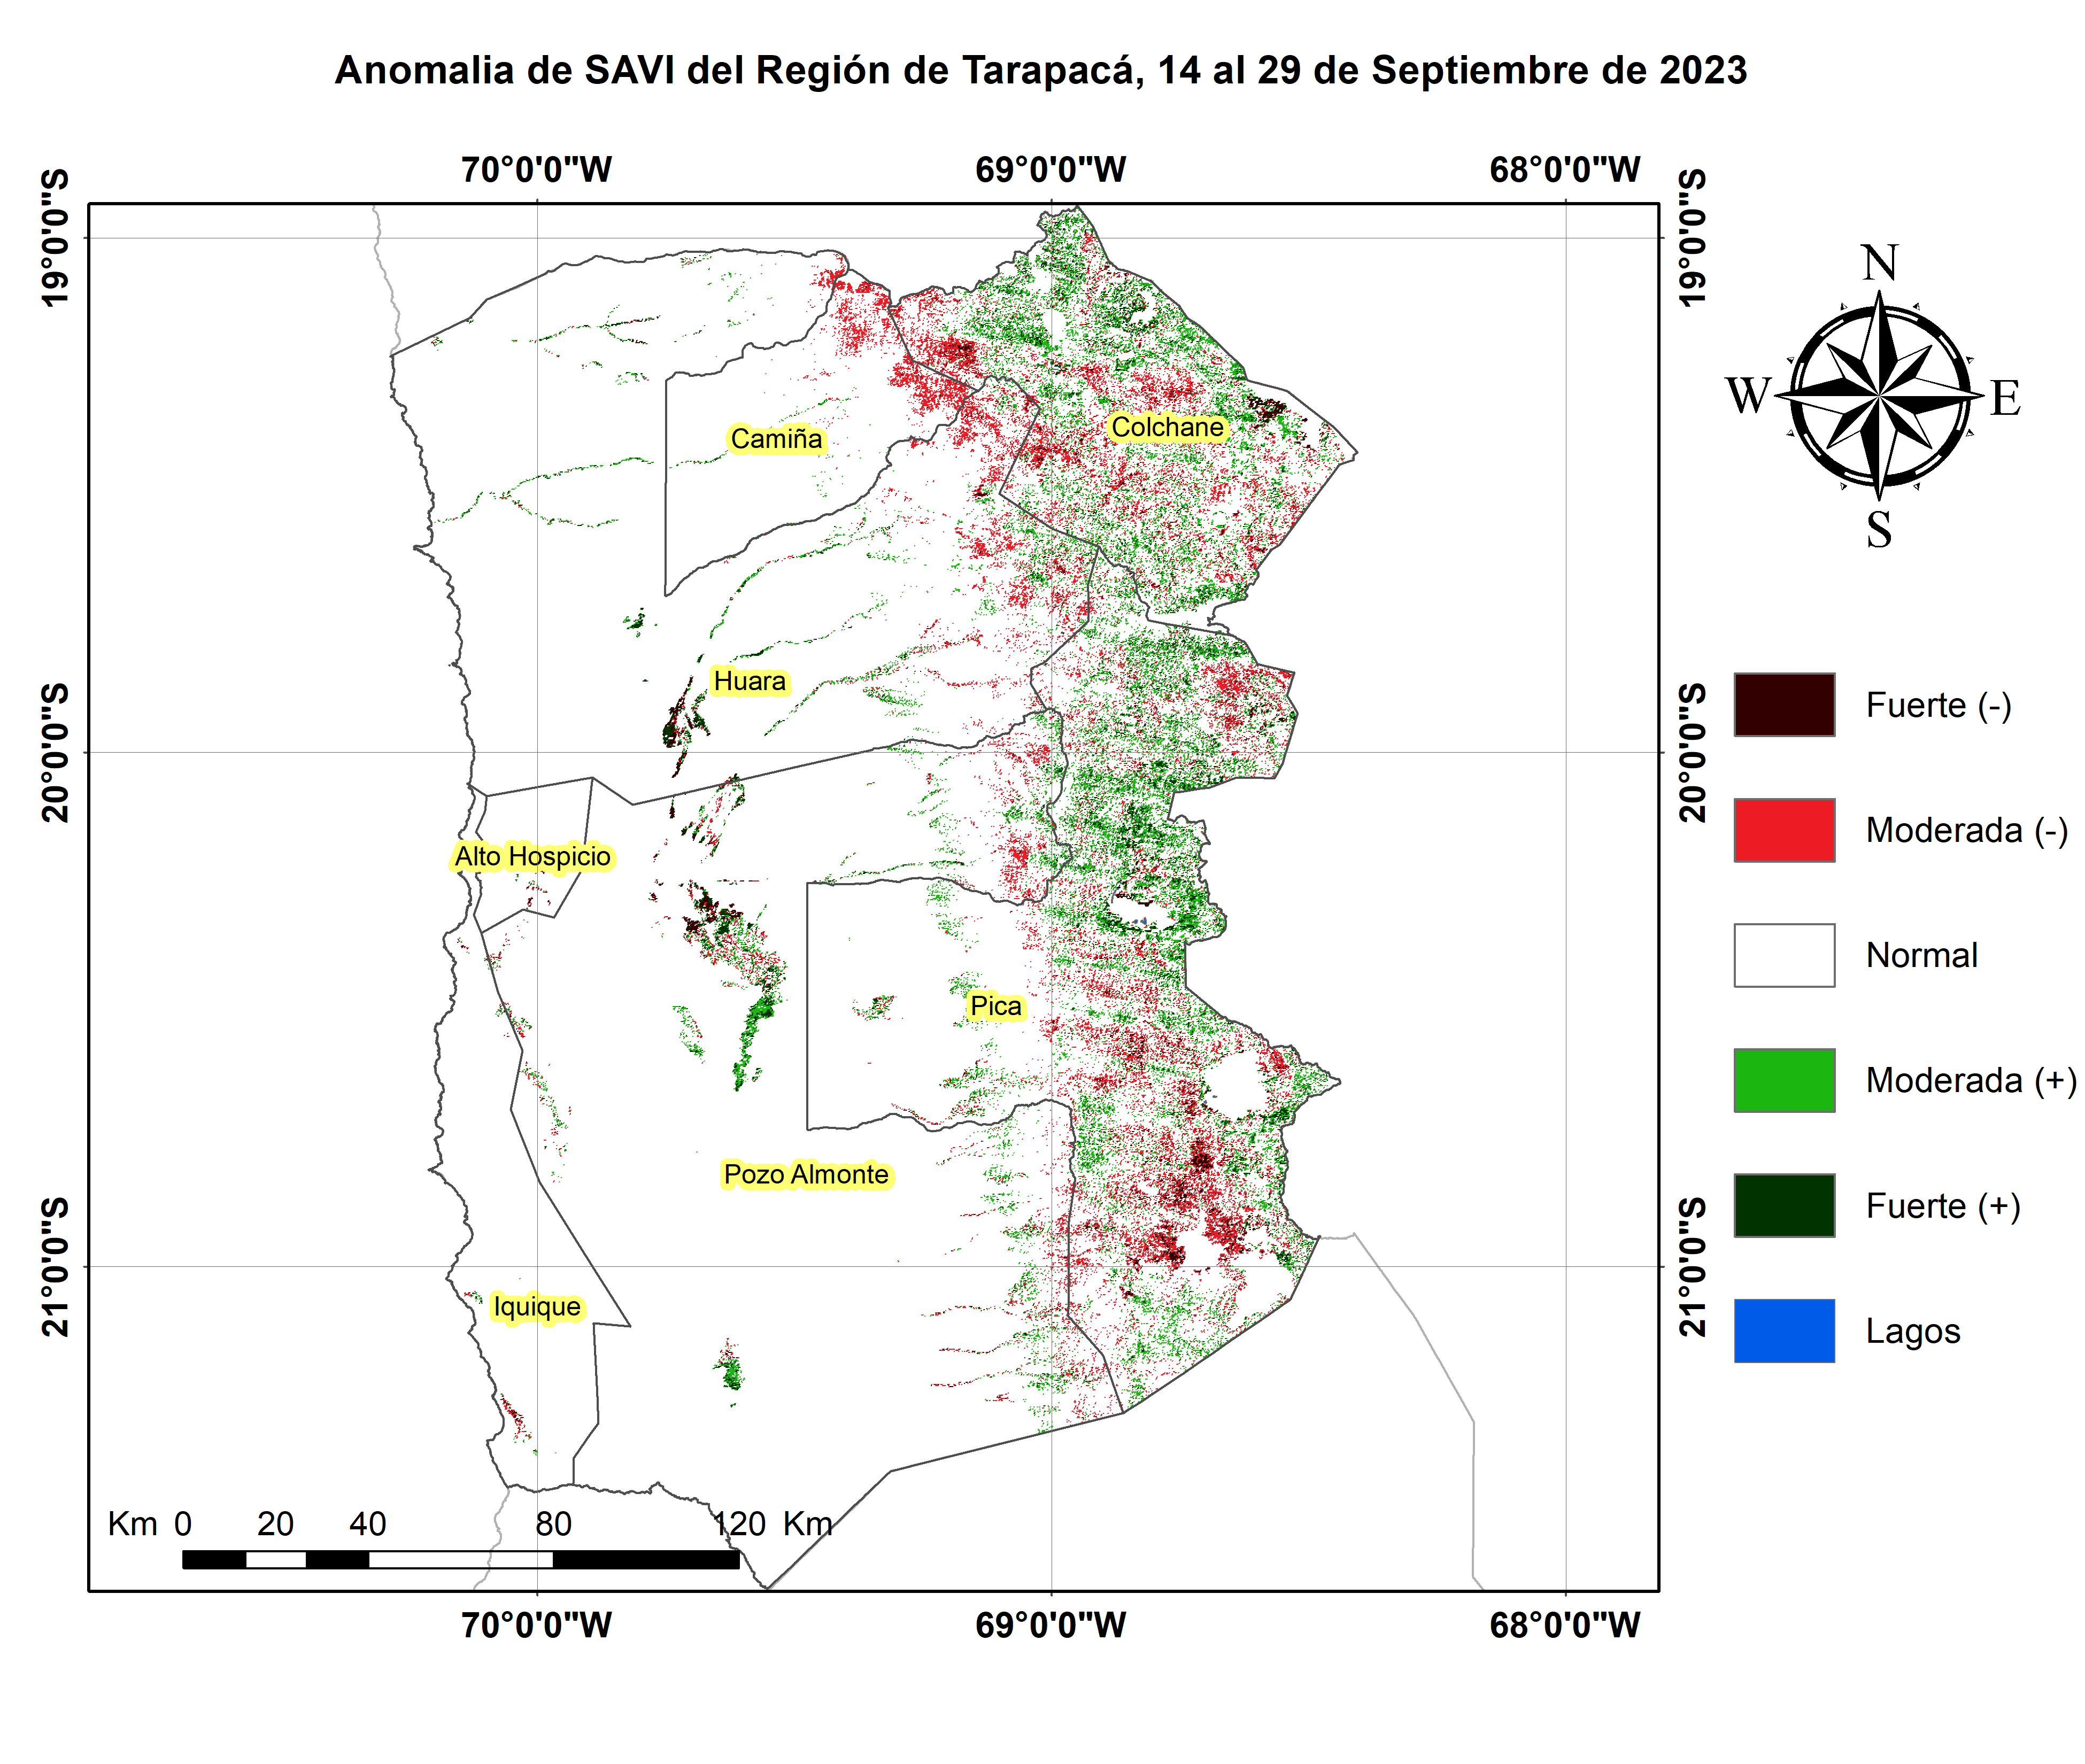 Anomalia de SAVI del Región de Tarapacá, 14 al 29 de Septiembre de 2023
70°0'0"W 69°0'0"W 68°0'0"W
19°0'0"S 19°0'0"S
N
W E
S
Colchane
Camiña
Huara
20°0'0"S 20°0'0"S
Alto Hospicio
Pica
Pozo Almonte
21°0'0"S 21°0'0"S
Iquique
Fuerte (-)
Moderada (-)
Normal
Moderada (+)
Fuerte (+)
Lagos
Km 0 20 40 80 120 Km
70°0'0"W 69°0'0"W 68°0'0"W